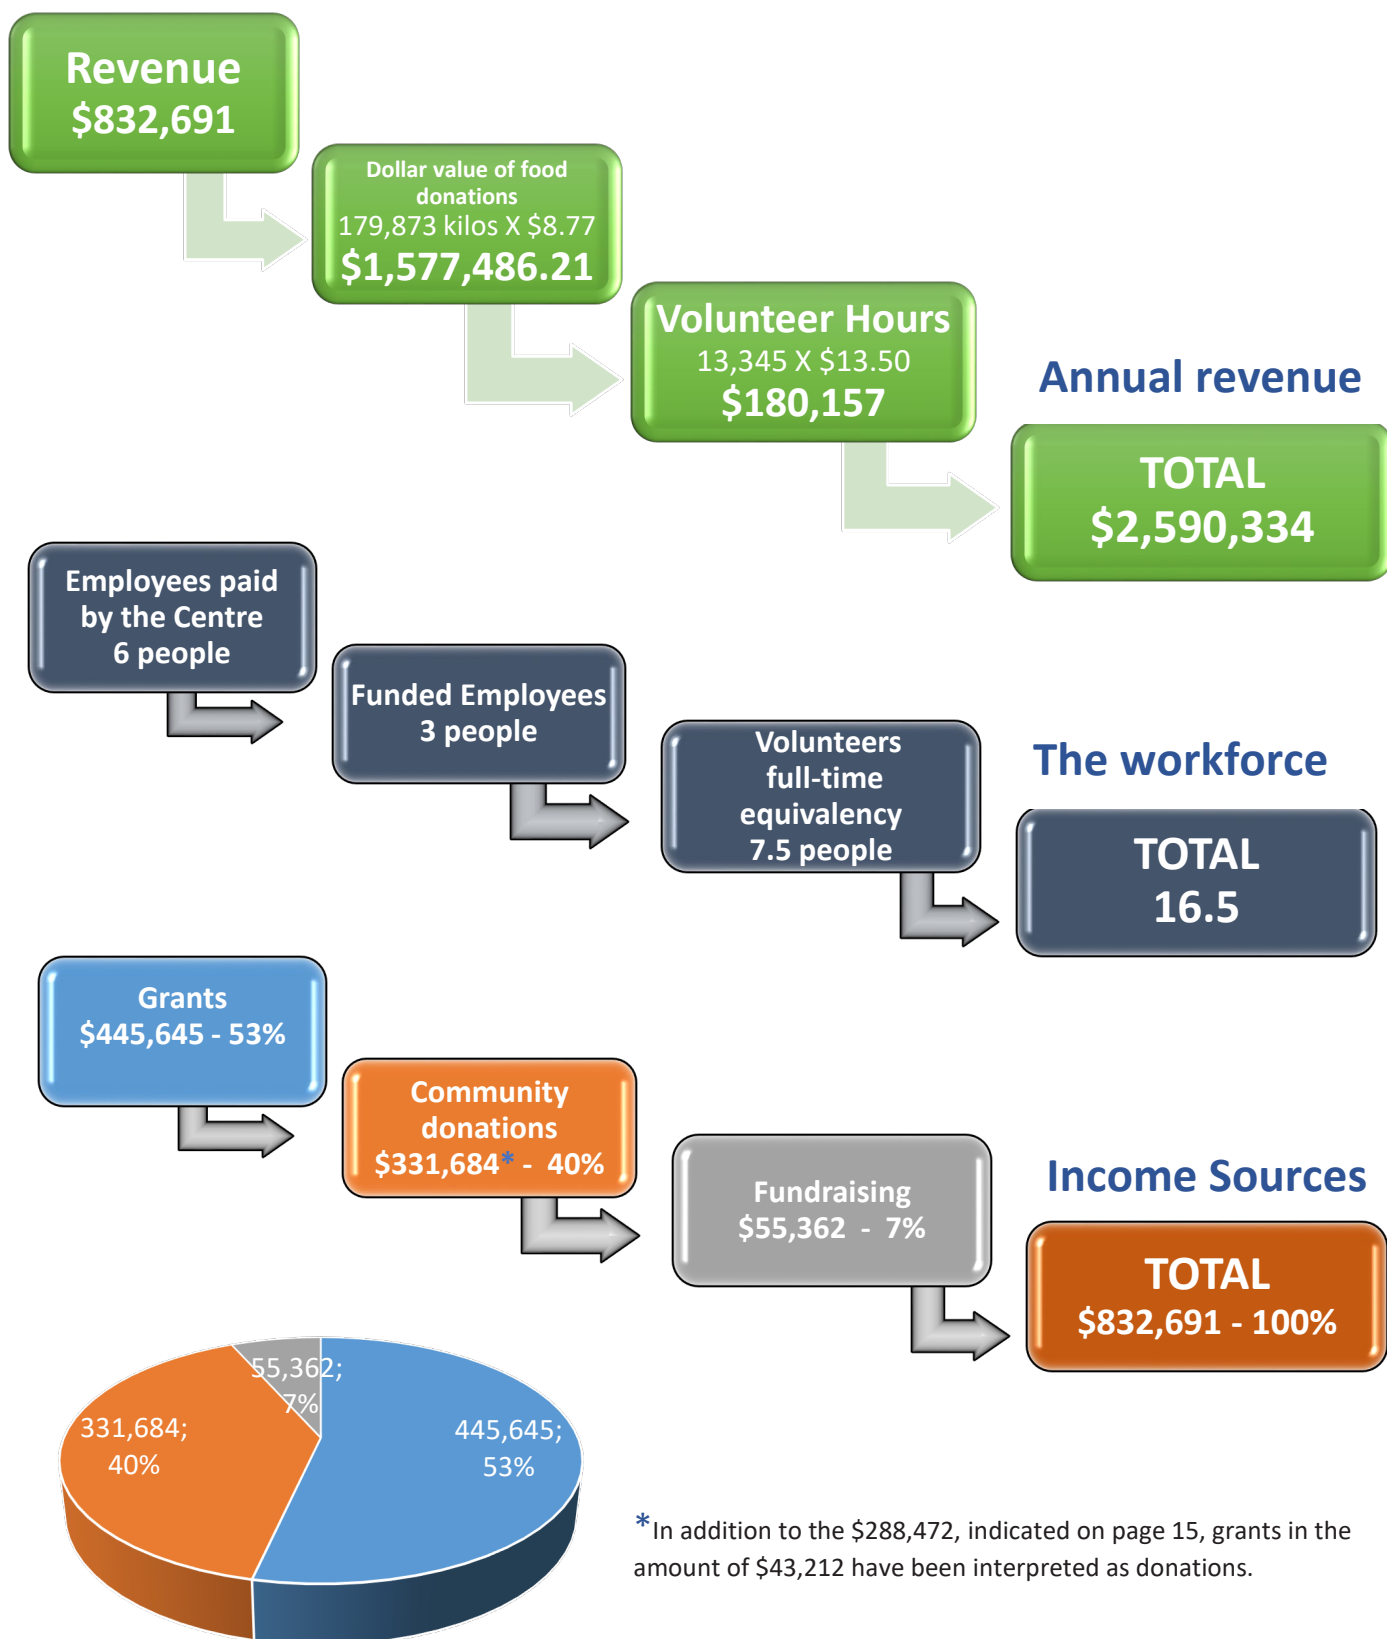 Revenue
$832,691
Dollar value of food
donations
179,873 kilos X $8.77
$1,577,486.21
Volunteer Hours
13,345 X $13.50
$180,157
Annual revenue
TOTAL
$2,590,334
Employees paid
by the Centre
6 people
Funded Employees
3 people
Volunteers
full-time
equivalency
7.5 people
The workforce
TOTAL
16.5
Grants
$445,645 - 53%
Community
donations
$331,684* - 40%
Fundraising
$55,362 - 7%
Income Sources
TOTAL
$832,691 - 100%
55,362;
7%
331,684;
40%
445,645;
53%
*In addition to the $288,472, indicated on page 15, grants in the
amount of $43,212 have been interpreted as donations.